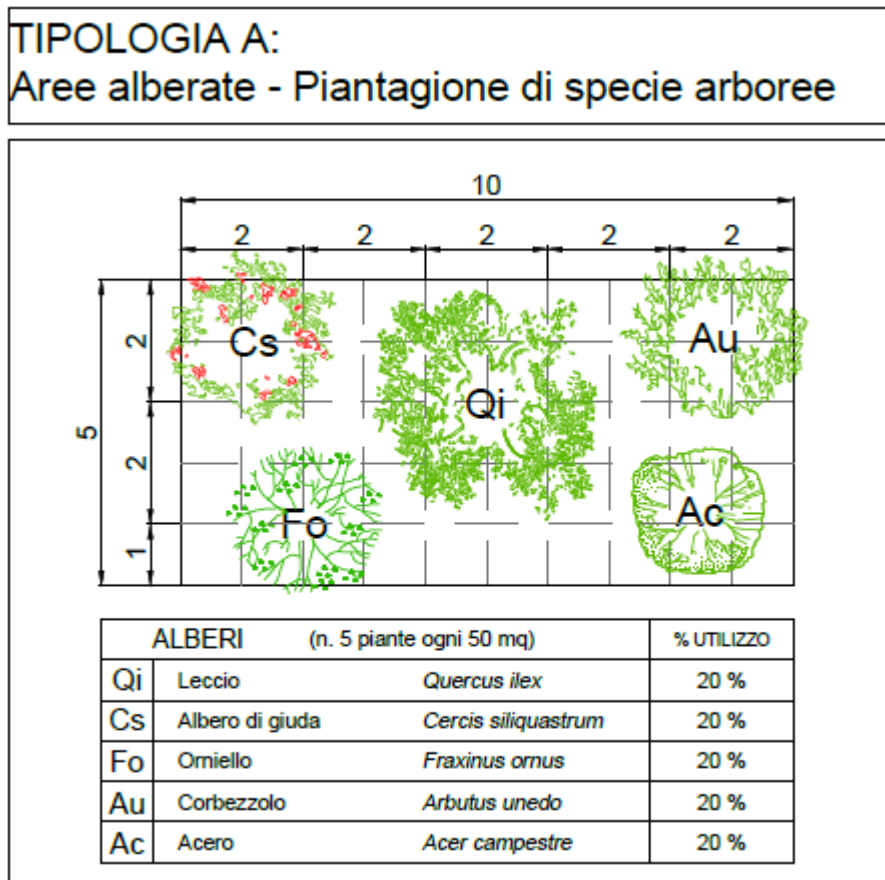 TIPOLOGIA A:
Aree alberate - Piantagione di specie arboree
10
2 2 2 2 2
5
2
2
1
Cs
Au
Qi
Fo
Ac
ALBERI (n. 5 piante ogni 50 mq) % UTILIZZO
Qi Leccio Quercus ilex 20 %
Cs Albero di giuda Cercis siliquastrum 20 %
Fo Orniello Fraxinus ornus 20 %
Au Corbezzolo Arbutus unedo 20 %
Ac Acero Acer campestre 20 %